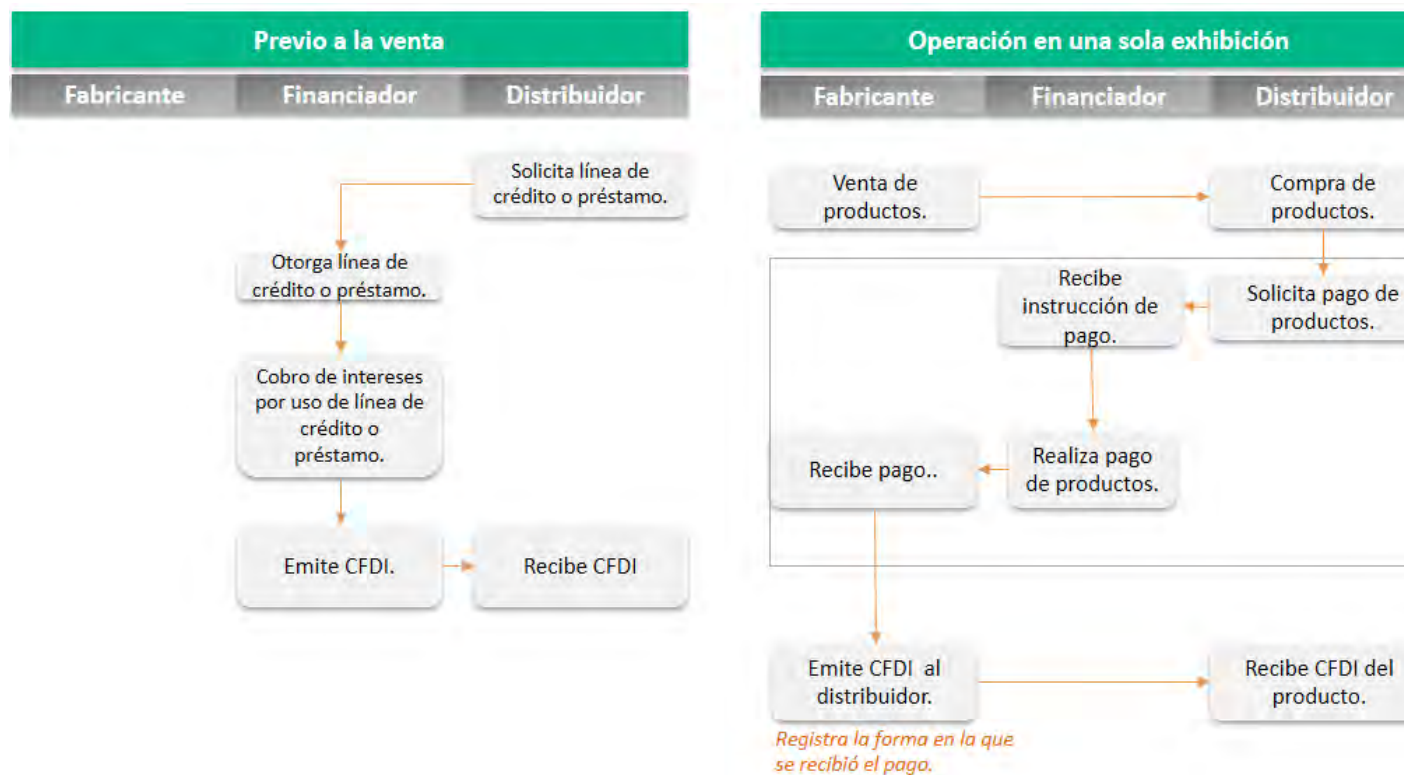 Previo a la venta
Fabricante
Financiador
Distribuidor
Solicita línea de
crédito o préstamo.
Otorga línea de
crédito o préstamo.
Cobro de intereses
por uso de línea de
crédito o
préstamo.
Emite CFDI.
Recibe CFDI
Operación en una sola exhibición
Fabricante
Financiador
Distribuidor
Venta de
productos.
Compra de
productos.
Recibe
instrucción de
pago.
Solicita pago de
productos.
Recibe pago..
Realiza pago
de productos.
Emite CFDI al
distribuidor.
Recibe CFDI del
producto.
Registra la forma en la que
se recibió el pago.